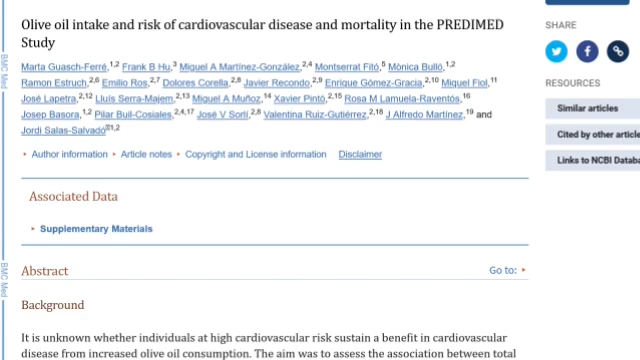 Olive oil intake and risk of cardiovascular disease and mortality in the PREDIMED
Study
Marta Guasch-Ferré,1,2 Frank B Hu,3 Miguel A Martínez-González,2,4 Montserrat Fitó,5 Mònica Bulló,1,2
Ramon Estruch,2,6 Emilio Ros,2,7 Dolores Corella,2,8 Javier Recondo,2,9 Enrique Gómez-Gracia,2,10 Miquel Fiol,11
José Lapetra,2,12 Lluís Serra-Majem,2,13 Miguel A Muñoz,14 Xavier Pintó,2,15 Rosa M Lamuela-Raventós,16
Josep Basora,1,2 Pilar Buil-Cosiales,2,4,17 José V Sorlí,2,8 Valentina Ruiz-Gutiérrez,2,18 J Alfredo Martínez,19 and
Jordi Salas-Salvadó1,2
Author information Article notes Copyright and License information Disclaimer
Associated Data
Supplementary Materials
Abstract
Go to:
Background
It is unknown whether individuals at high cardiovascular risk sustain a benefit in cardiovascular
disease from increased olive oil consumption. The aim was to assess the association between total
SHARE
RESOURCES
Similar articles
Cited by other article
Links to NCBI Databa
BMC Med
BMC Med